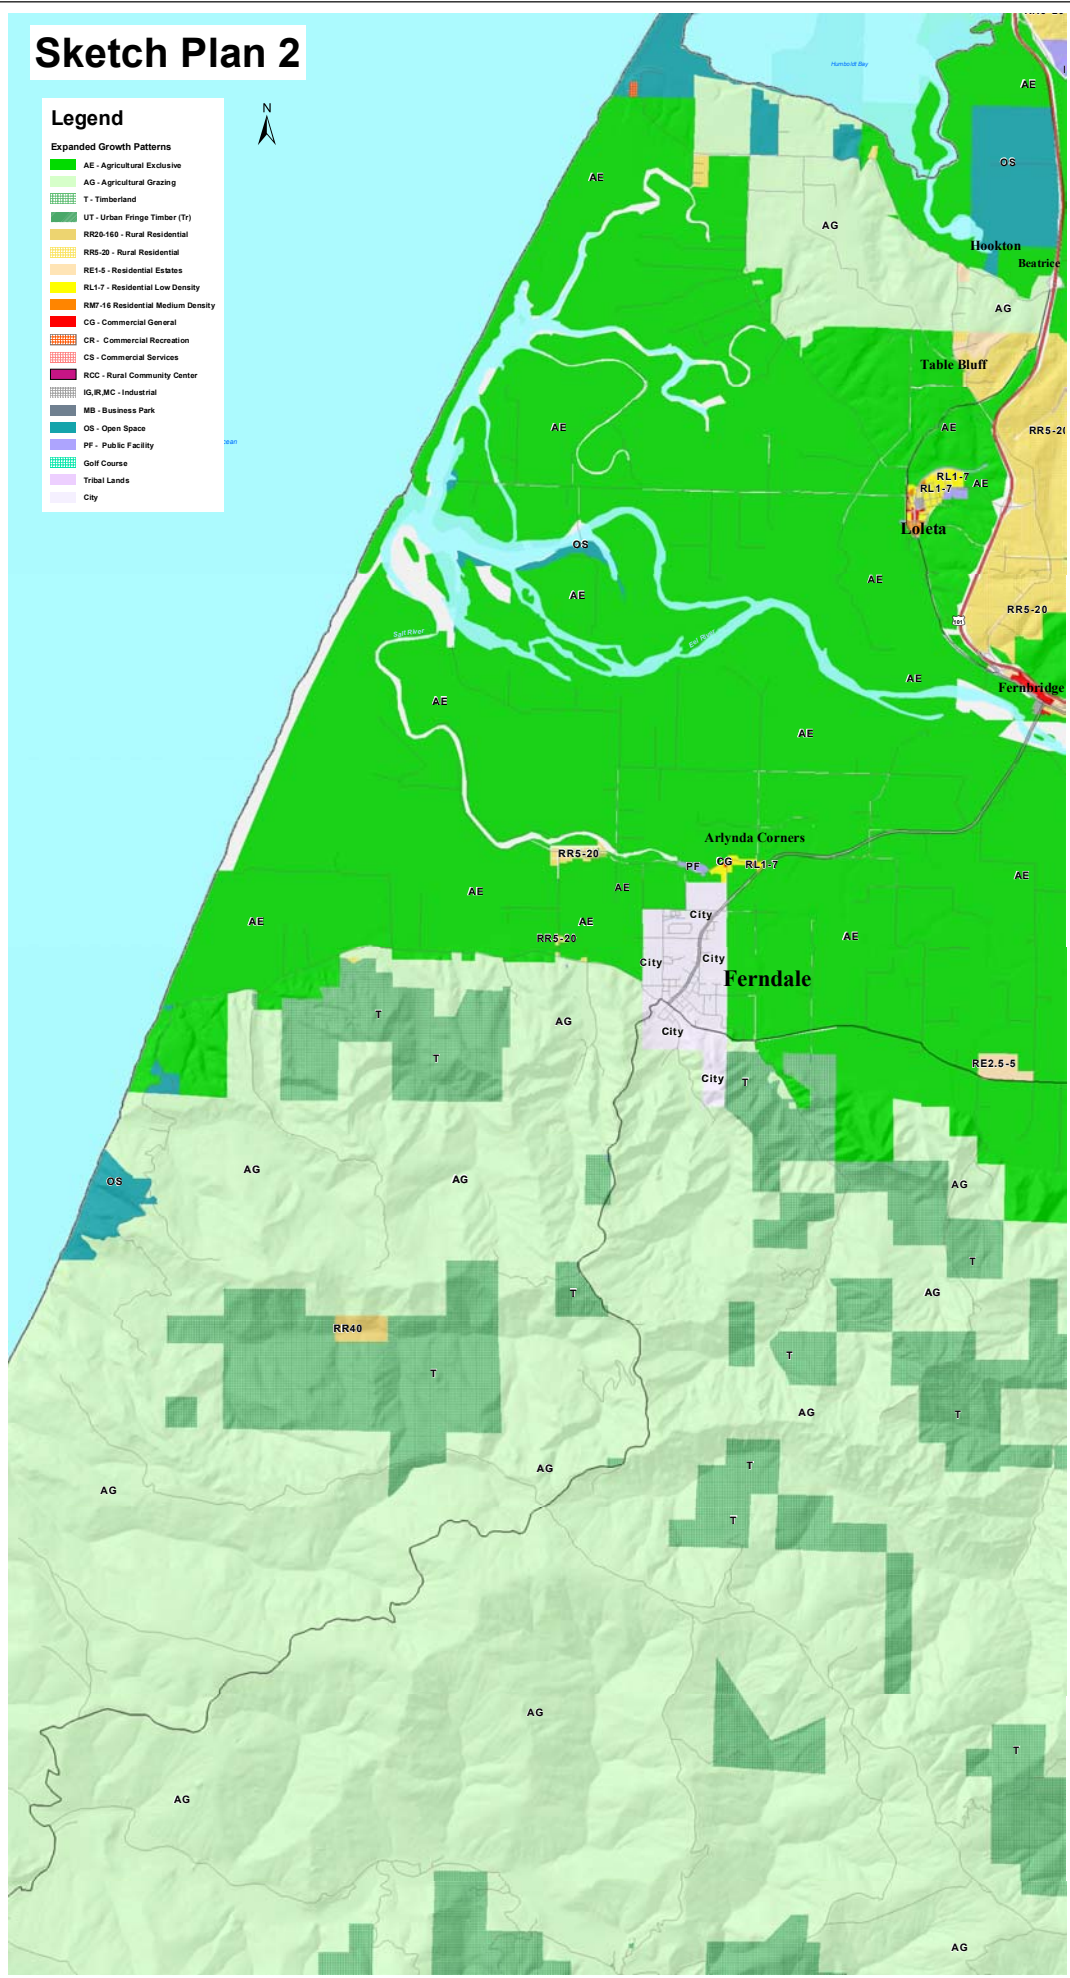 Sketch Plan 2
Legend
Expanded Growth Patterns
AE - Agricultural Exclusive
AG - Agricultural Grazing
T - Timberland
UT - Urban Fringe Timber (Tr)
RR20-160 - Rural Residential
RR5-20 - Rural Residential
RE1-5 - Residential Estates
RL1-7 - Residential Low Density
RM7-16 Residential Medium Density
CG - Commercial General
CR - Commercial Recreation
CS - Commercial Services
RCC - Rural Community Center
IG,IR,MC - Industrial
MB - Business Park
OS - Open Space
PF - Public Facility
Golf Course
Tribal Lands
City
N
Humboldt Bay
AE
OS
AE
AG
Hookton
Beatrice
AG
Table Bluff
AE
AE
RR5-20
RL1-7
RL1-7
AE
Loleta
OS
AE
AE
RR5-20
101
Salt River
Eel River
AE
AE
Fernbridge
AE
AE
Arlynda Corners
RR5-20
PF
CG
RL1-7
AE
AE
AE
AE
AE
City
AE
RR5-20
City
City
Ferndale
T
AG
City
T
RE2.5-5
City
T
AG
AG
OS
AG
T
T
AG
RR40
T
T
AG
T
AG
T
AG
T
AG
T
AG
AG